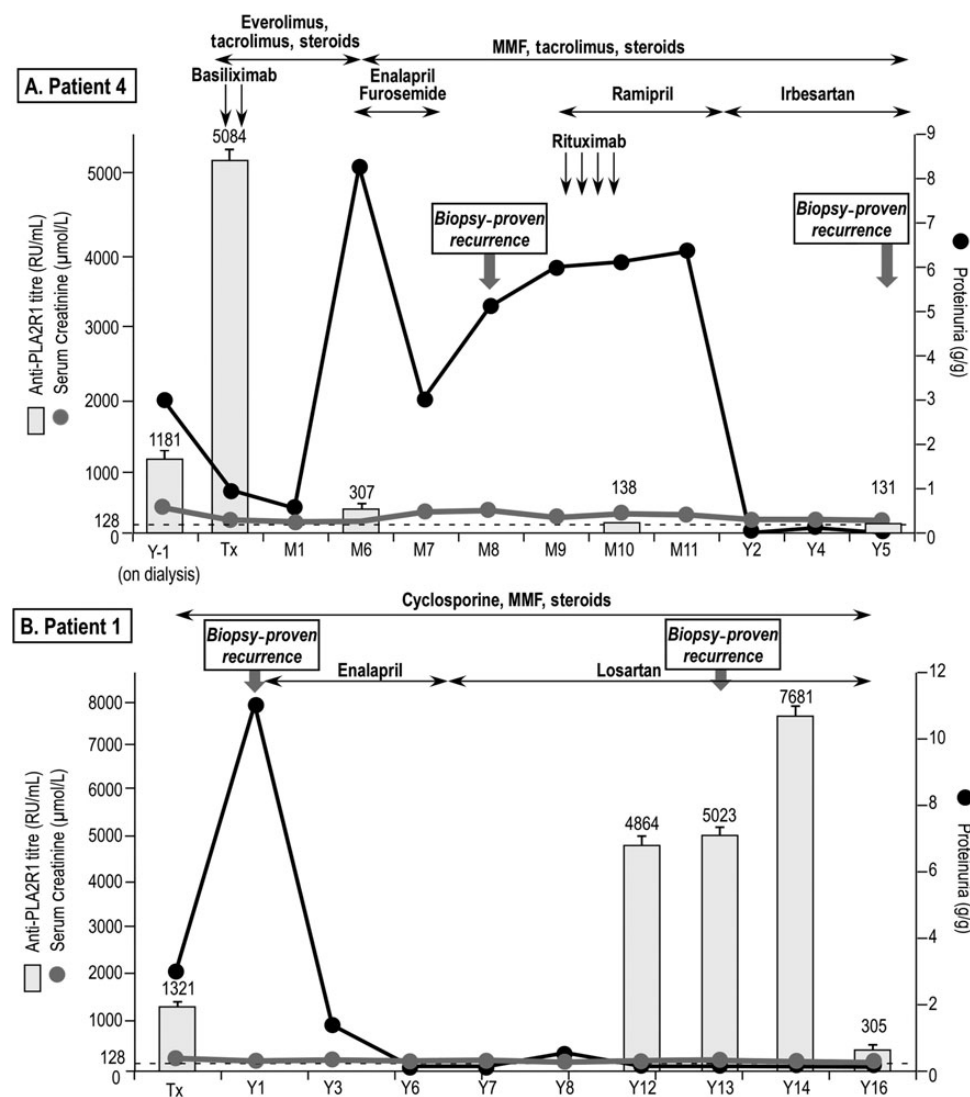 Everolimus,
tacrolimus, steroids
MMF, tacrolimus, steroids
A. Patient 4
Basiliximab
Enalapril
Furosemide
Ramipril
Irbesartan
5084
Rituximab
Biopsy-proven
recurrence
Biopsy-proven
recurrence
5000
4000
3000
2000
1000
128
0
Anti-PLA2R1 titre (RU/mL)
Serum Creatinine (µmol/L)
1181
307
138
131
9
8
7
6
5
4
3
2
1
0
Proteinuria (g/g)
Y-1
(on dialysis)
Tx
M1
M6
M7
M8
M9
M10
M11
Y2
Y4
Y5
Cyclosporine, MMF, steroids
B. Patient 1
Biopsy-proven
recurrence
Biopsy-proven
recurrence
Enalapril
Losartan
8000
7000
6000
5000
4000
3000
2000
1000
128
0
Anti-PLA2R1 titre (RU/mL)
Serum Creatinine (µmol/L)
1321
4864
5023
7681
305
12
10
8
6
4
2
0
Proteinuria (g/g)
Tx
Y1
Y3
Y6
Y7
Y8
Y12
Y13
Y14
Y16